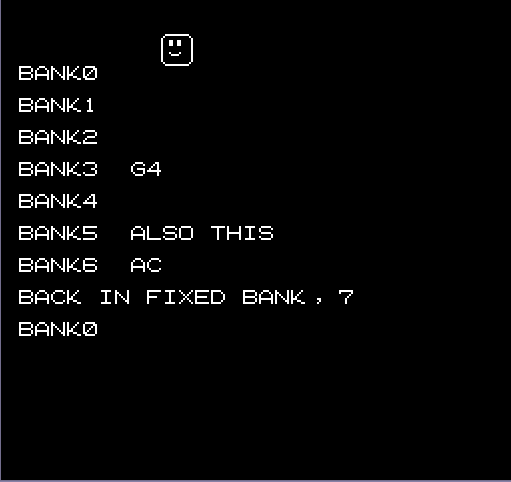 BANK0
BANK1
BANK2
BANK3 G4
BANK4
BANK5 ALSO THIS
BANK6 AC
BACK IN FIXED BANK, 7
BANK0